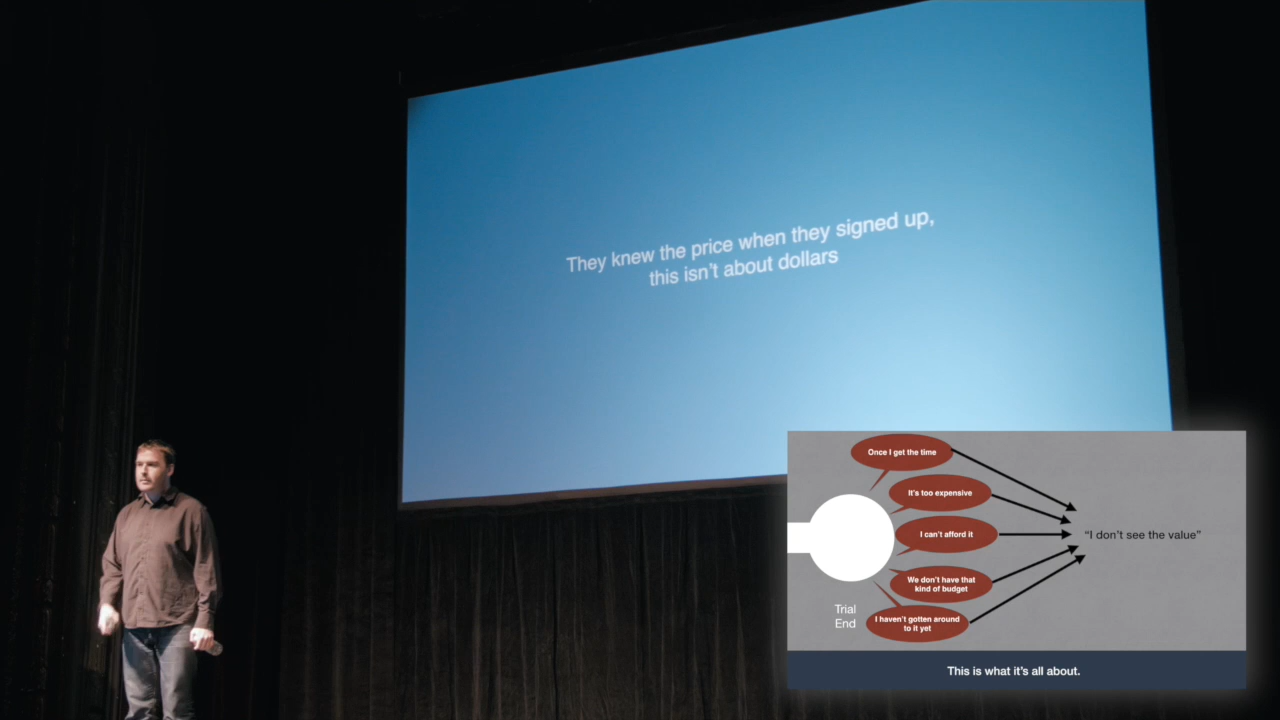 They knew the price when they signed up,
this isn't about dollars
Once I get the time
It's too expensive
I can't afford it
"I don't see the value"
We don't have that
kind of budget
Trial
End
I haven't gotten around
to it yet
This is what it's all about.